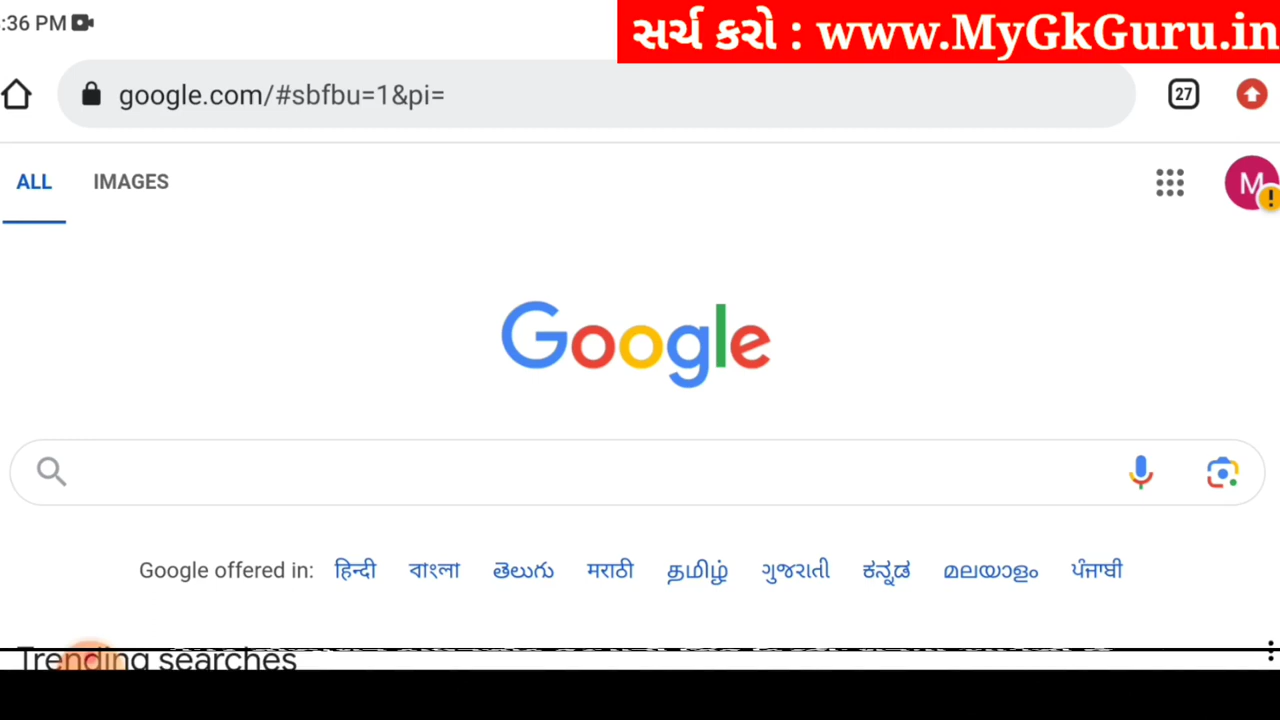 :36 PM
સર્ચ કરો : www.MyGkGuru.in
google.com/#sbfbu=1&pi=
27
ALL IMAGES
M
!
Google
Google offered in: हिन्दी বাংলা తెలుగు मराठी தமிழ் ગુજરાતી ಕನ್ನಡ മലയാളം ਪੰਜਾਬੀ
Trending searches